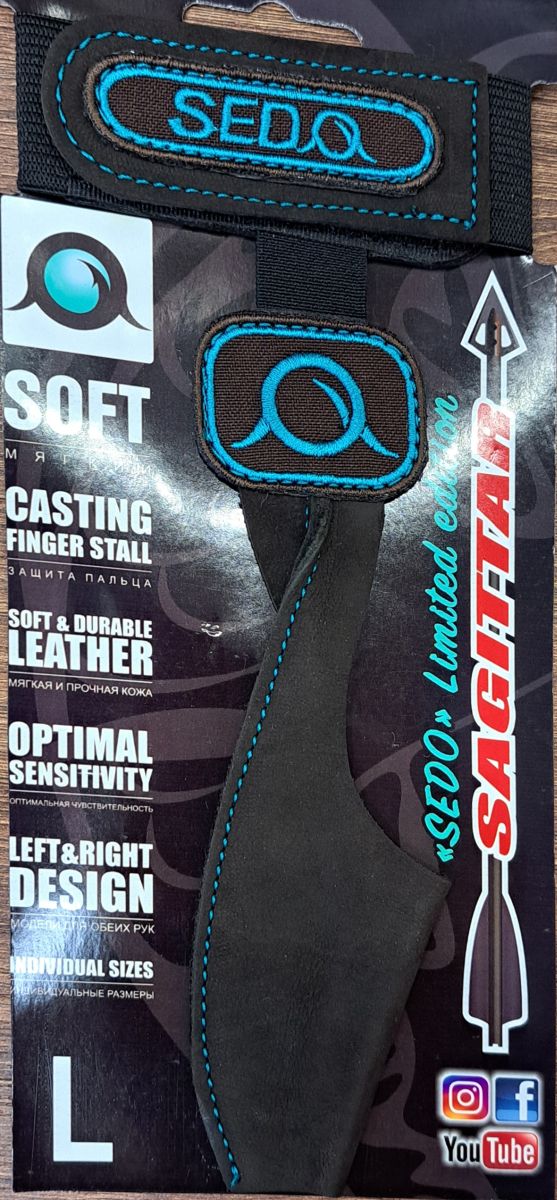 SEDO
SOFT
CASTING
FINGER STALL
ЗАЩИТА ПАЛЬЦА
SOFT & DURABLE
LEATHER
МЯГКАЯ И ПРОЧНАЯ КОЖА
OPTIMAL
SENSITIVITY
ОПТИМАЛЬНАЯ ЧУВСТВИТЕЛЬНОСТЬ
LEFT&RIGHT
DESIGN
МОДЕЛИ ДЛЯ ОБЕИХ РУК
INDIVIDUAL SIZES
ИНДИВИДУАЛЬНЫЕ РАЗМЕРЫ
L
«SEDO» Limited edition
SAGITTAR
YouTube